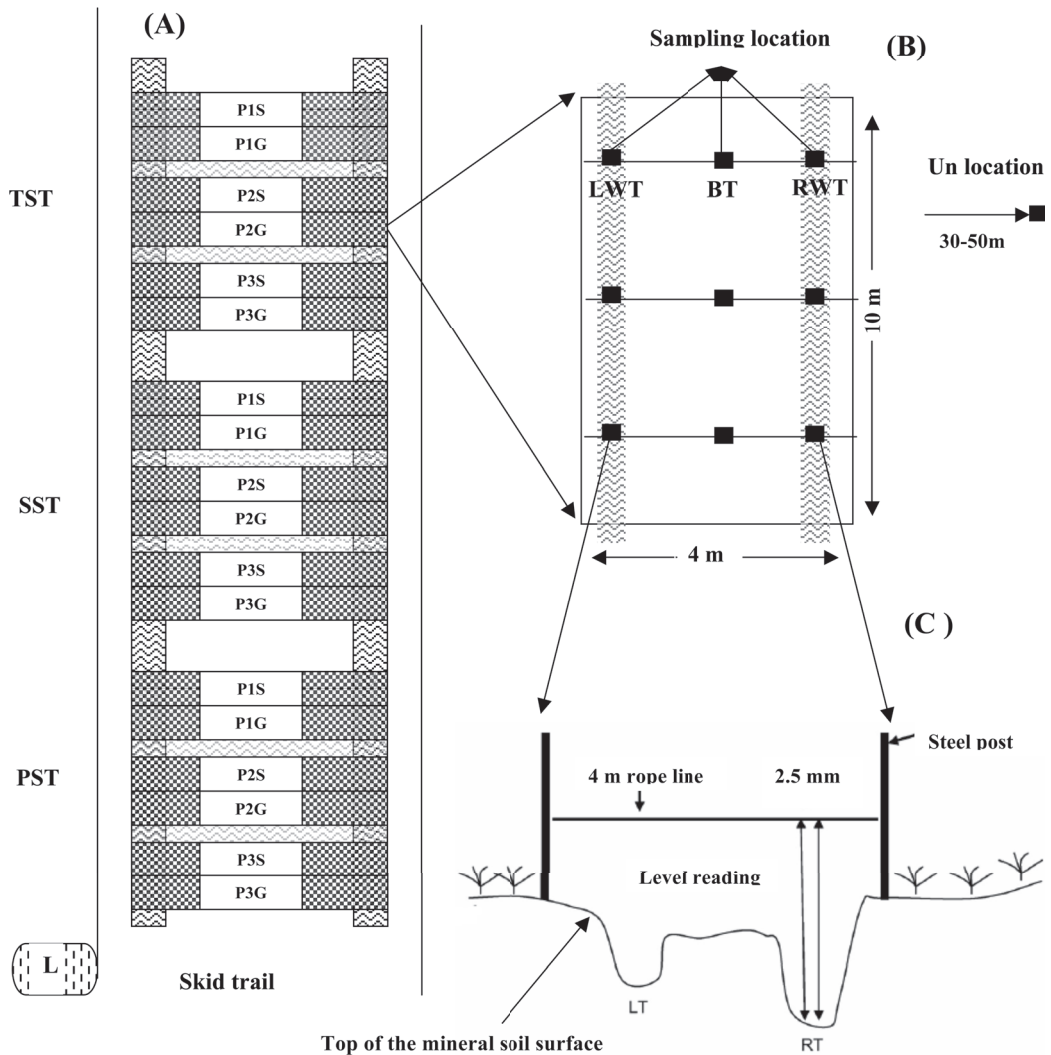 (A)
P1S
P1G
TST
P2S
P2G
P3S
P3G
P1S
P1G
SST
P2S
P2G
P3S
P3G
P1S
P1G
PST
P2S
P2G
P3S
P3G
L
Skid trail
Sampling location
(B)
LWT
BT
RWT
Un location
30-50m
10 m
4 m
(C )
Steel post
4 m rope line
2.5 mm
Level reading
LT
RT
Top of the mineral soil surface